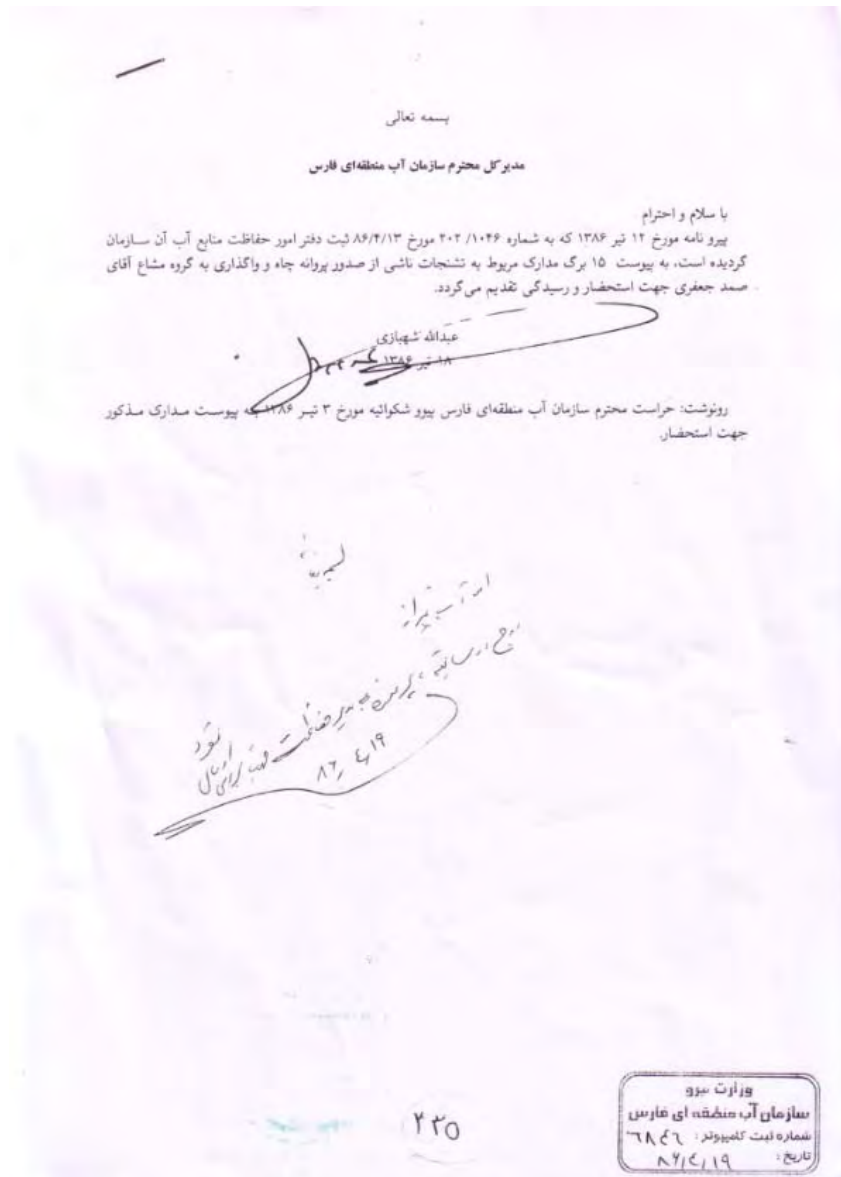 بسمه تعالی
مدیر کل محترم سازمان آب منطقه‌ای فارس
با سلام و احترام
پیرو نامه مورخ ۱۲ تیر ۱۳۸۶ که به شماره ۱۰۴۶/ ۲۰۲ مورخ ۸۶/۴/۱۳ ثبت دفتر امور حفاظت منابع آب آن سازمان
گردیده است، به پیوست ۱۵ برگ مدارک مربوط به تشنجات ناشی از صدور پروانه چاه و واگذاری به گروه مشاع آقای
صمد جعفری جهت استحضار و رسیدگی تقدیم می‌گردد.
عبدالله شهبازی
۱۸ تیر ۱۳۸۶
رونوشت: حراست محترم سازمان آب منطقه‌ای فارس پیرو شکوائیه مورخ ۳ تیر ۱۳۸۶ به پیوست مدارک مذکور
جهت استحضار.
شود
۸۶/۴/۱۹
۲۳۵
وزارت نیرو
سازمان آب منطقه ای فارس
شماره ثبت کامپیوتر : ۶۸۴۶
تاریخ : ۸۶/۴/۱۹